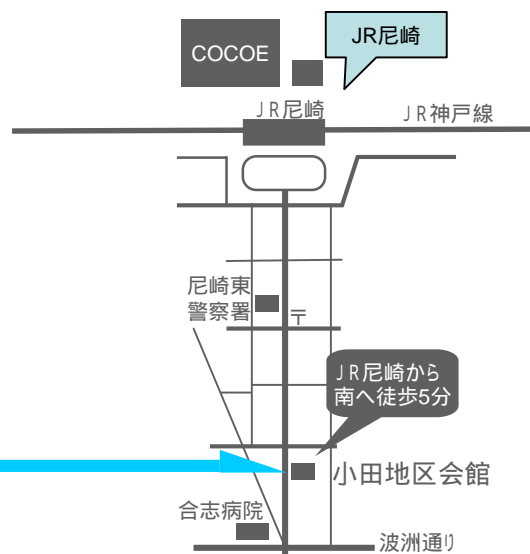 COCOE
JR尼崎
JR尼崎
JR神戸線
尼崎東
警察署
〒
JR尼崎から
南へ徒歩5分
小田地区会館
合志病院
波洲通り